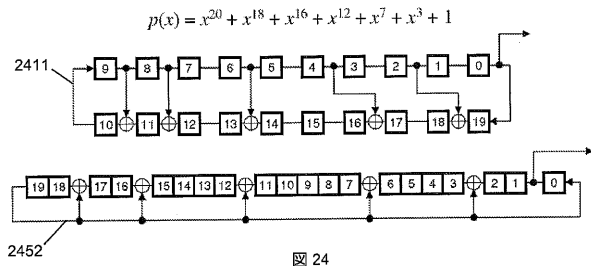 p(x) = x²⁰ + x¹⁸ + x¹⁶ + x¹² + x⁷ + x³ + 1
2411
9 8 7 6 5 4 3 2 1 0
10 11 12 13 14 15 16 17 18 19
19 18 17 16 15 14 13 12 11 10 9 8 7 6 5 4 3 2 1 0
2452
図 24